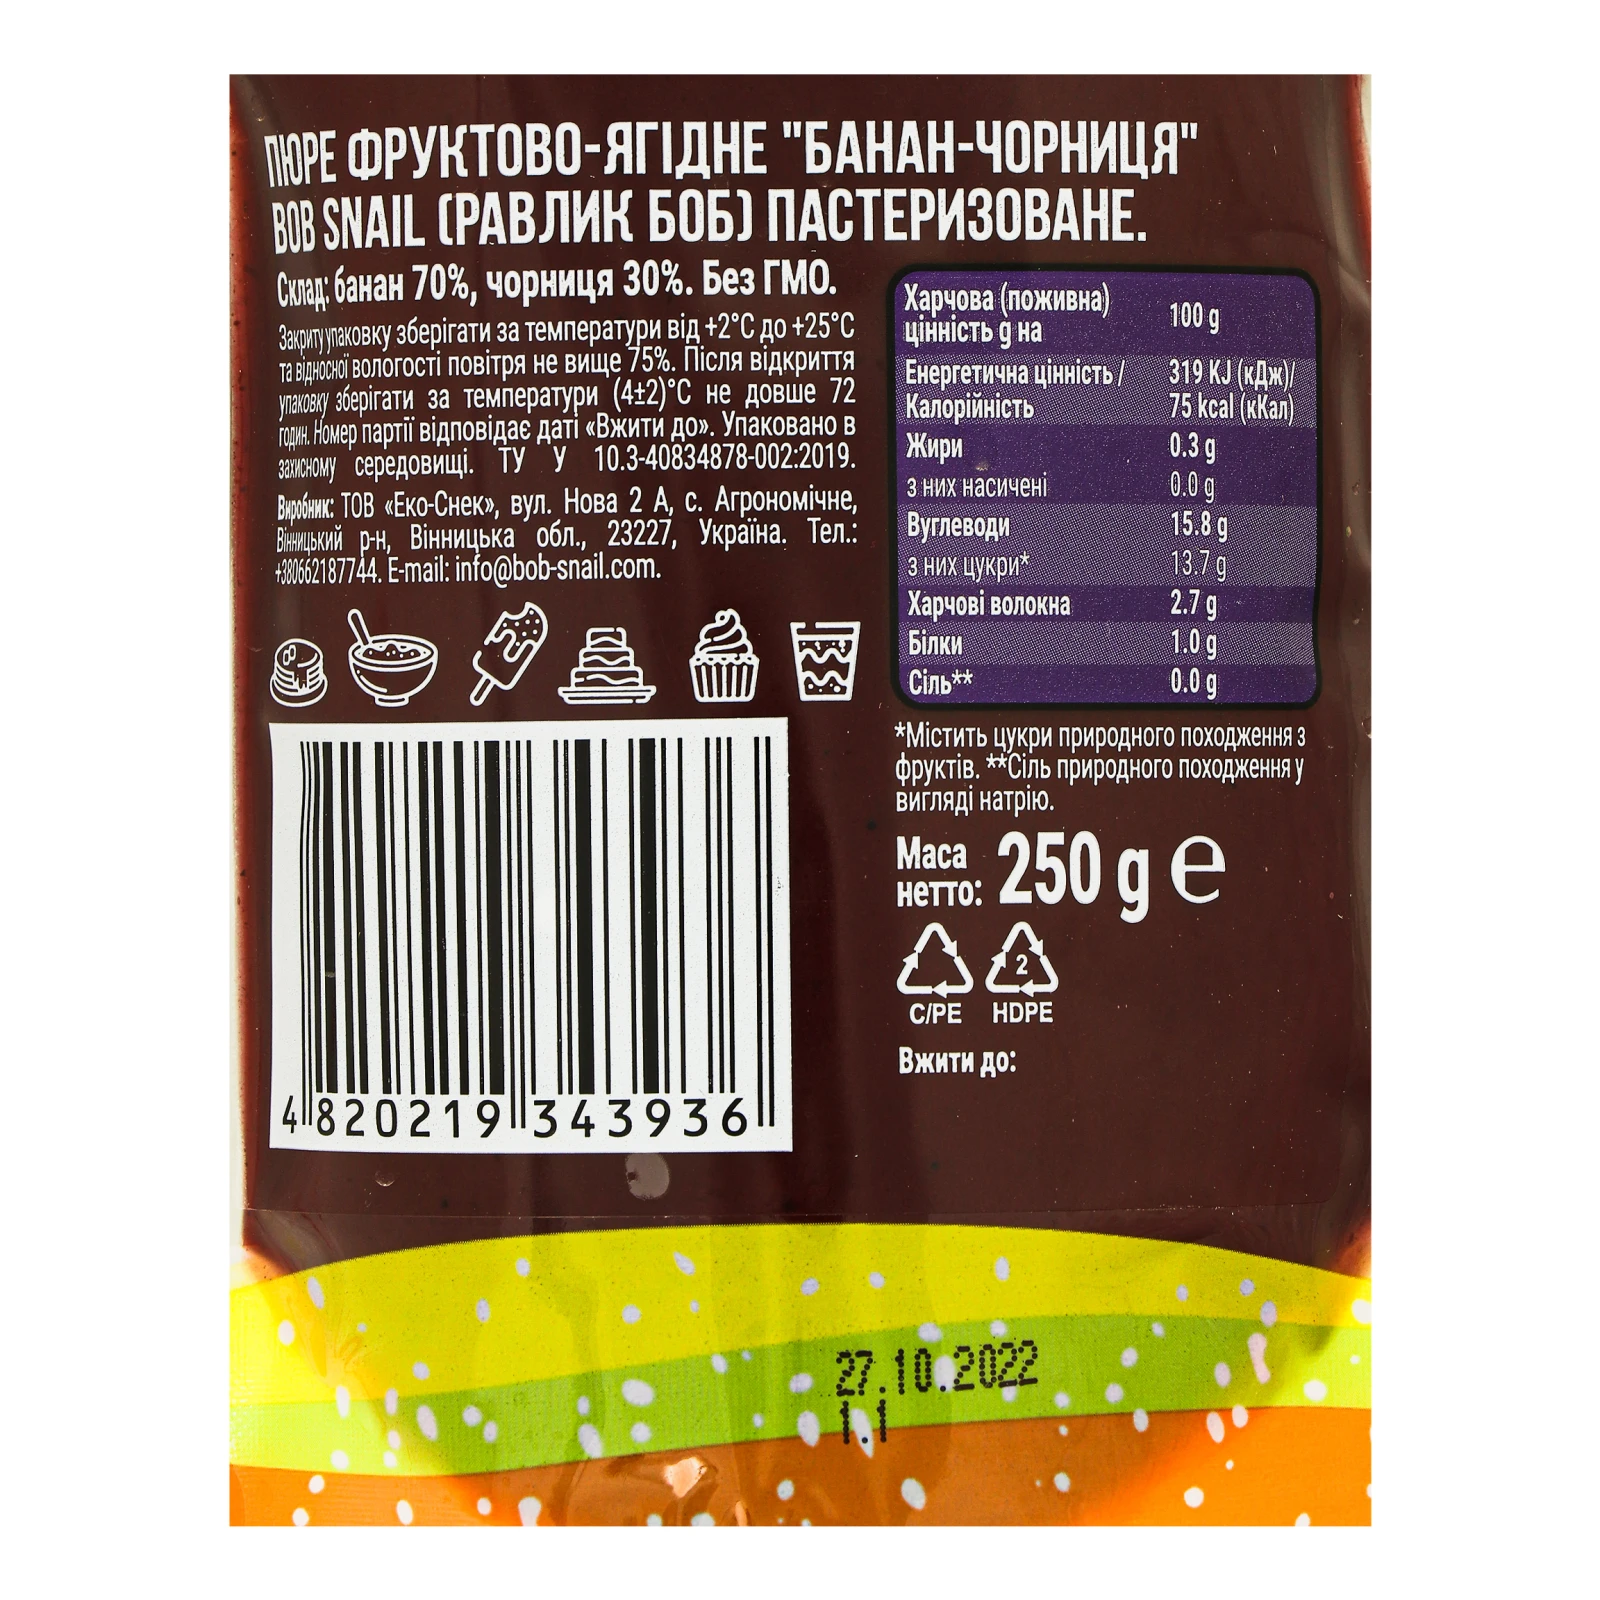 ПЮРЕ ФРУКТОВО-ЯГІДНЕ "БАНАН-ЧОРНИЦЯ"
BOB SNAIL (РАВЛИК БОБ) ПАСТЕРИЗОВАНЕ.
Склад: банан 70%, чорниця 30%. Без ГМО.
Закриту упаковку зберігати за температури від +2°С до +25°С
та відносної вологості повітря не вище 75%. Після відкриття
упаковку зберігати за температури (4±2)°С не довше 72
годин. Номер партії відповідає даті «Вжити до». Упаковано в
захисному середовищі. ТУ У 10.3-40834878-002:2019.
Виробник: ТОВ «Еко-Снек», вул. Нова 2 А, с. Агрономічне,
Вінницький р-н, Вінницька обл., 23227, Україна. Тел.:
+380662187744. E-mail: info@bob-snail.com.
Харчова (поживна)
цінність g на 100 g
Енергетична цінність / 319 KJ (кДж)/
Калорійність 75 kcal (кКал)
Жири 0.3 g
з них насичені 0.0 g
Вуглеводи 15.8 g
з них цукри* 13.7 g
Харчові волокна 2.7 g
Білки 1.0 g
Сіль** 0.0 g
*Містить цукри природного походження з
фруктів. **Сіль природного походження у
вигляді натрію.
Маса
нетто: 250 g e
2
C/PE HDPE
Вжити до:
4 820219 343936
27.10.2022
1.1